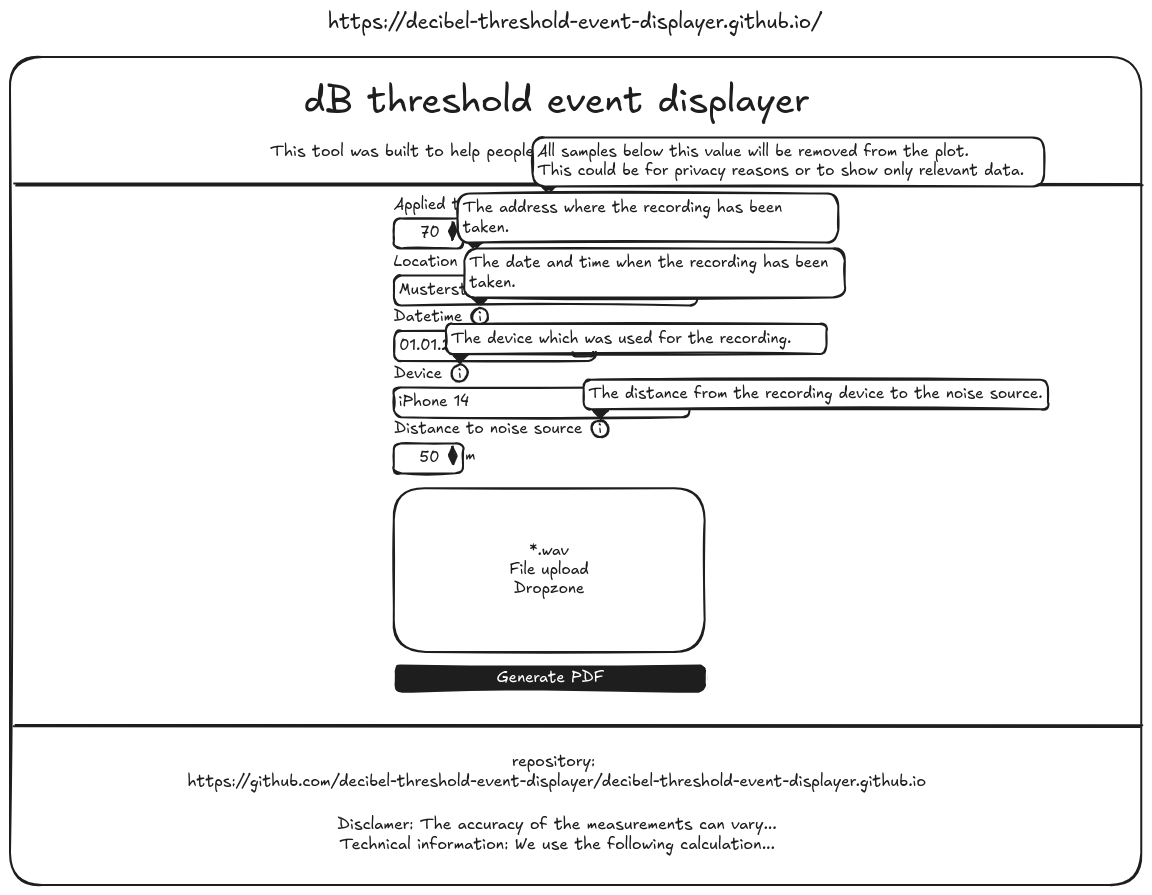 https://decibel-threshold-event-displayer.github.io/
dB threshold event displayer
This tool was built to help people
All samples below this value will be removed from the plot.
This could be for privacy reasons or to show only relevant data.
Applied
The address where the recording has been
taken.
70
Location
The date and time when the recording has been
taken.
Musterst
Datetime i
The device which was used for the recording.
01.01.2
Device i
iPhone 14
The distance from the recording device to the noise source.
Distance to noise source i
50 m
*.wav
File upload
Dropzone
Generate PDF
repository:
https://github.com/decibel-threshold-event-displayer/decibel-threshold-event-displayer.github.io
Disclamer: The accuracy of the measurements can vary...
Technical information: We use the following calculation...